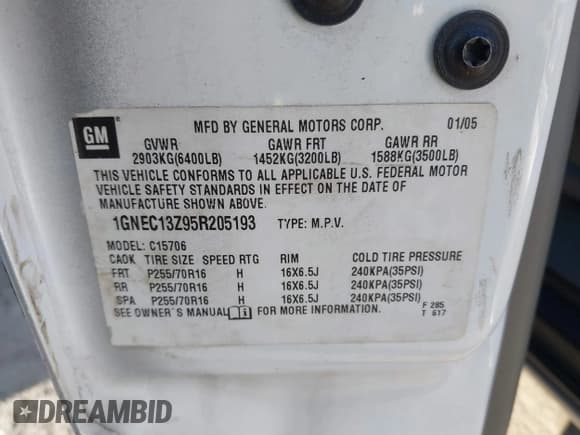 GM
MFD BY GENERAL MOTORS CORP. 01/05
GVWR GAWR FRT GAWR RR
2903KG(6400LB) 1452KG(3200LB) 1588KG(3500LB)
THIS VEHICLE CONFORMS TO ALL APPLICABLE U.S. FEDERAL MOTOR
VEHICLE SAFETY STANDARDS IN EFFECT ON THE DATE OF
MANUFACTURE SHOWN ABOVE.
1GNEC13Z95R205193 TYPE: M.P.V.
MODEL: C15706
CAOK TIRE SIZE SPEED RTG RIM COLD TIRE PRESSURE
FRT P255/70R16 H 16X6.5J 240KPA(35PSI)
RR P255/70R16 H 16X6.5J 240KPA(35PSI)
SPA P255/70R16 H 16X6.5J 240KPA(35PSI)
SEE OWNER'S MANUAL i FOR MORE INFORMATION.
F 285
T 617
DREAMBID